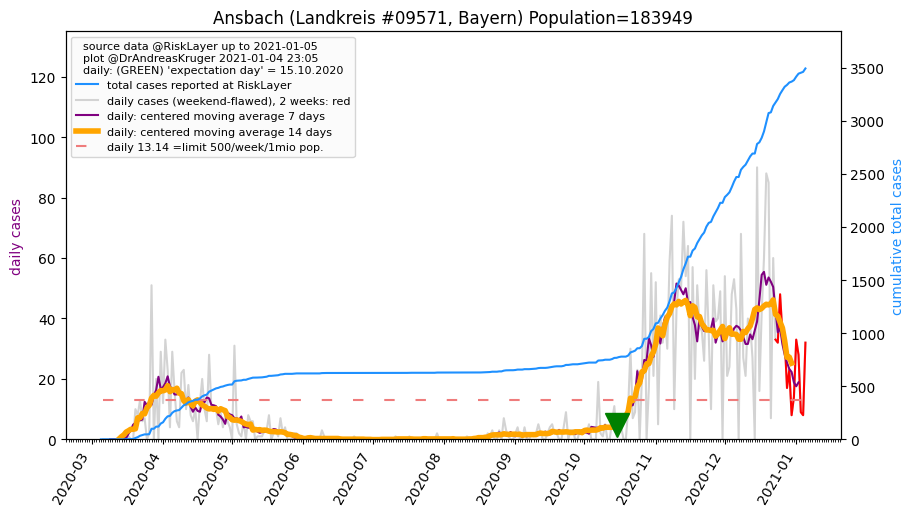 Ansbach (Landkreis #09571, Bayern) Population=183949
source data @RiskLayer up to 2021-01-05
plot @DrAndreasKruger 2021-01-04 23:05
daily: (GREEN) 'expectation day' = 15.10.2020
total cases reported at RiskLayer
daily cases (weekend-flawed), 2 weeks: red
daily: centered moving average 7 days
daily: centered moving average 14 days
daily 13.14 =limit 500/week/1mio pop.
daily cases
120
100
80
60
40
20
0
cumulative total cases
3500
3000
2500
2000
1500
1000
500
0
2020-03
2020-04
2020-05
2020-06
2020-07
2020-08
2020-09
2020-10
2020-11
2020-12
2021-01